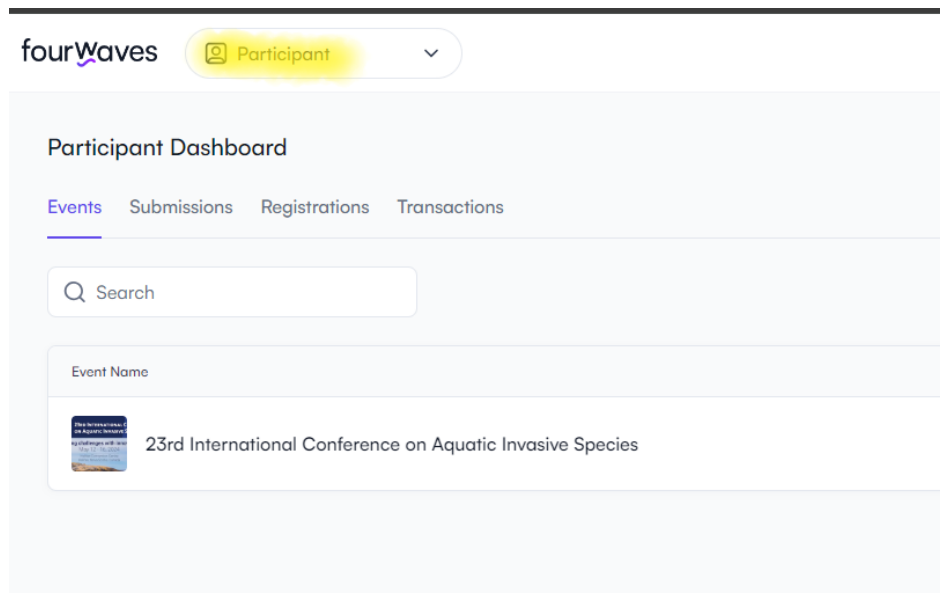 fourwaves
Participant
Participant Dashboard
Events Submissions Registrations Transactions
Search
Event Name
23rd International Conference on Aquatic Invasive Species